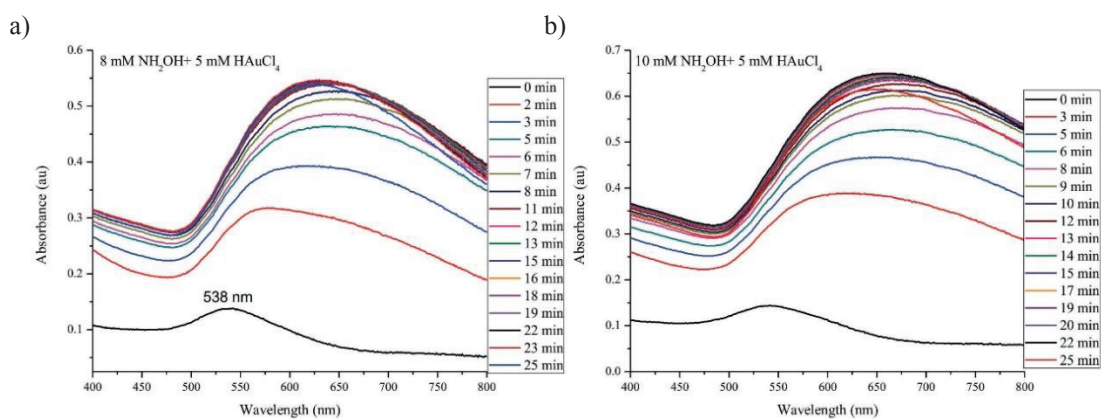 a)
8 mM NH₂OH+ 5 mM HAuCl₄
538 nm
Absorbance (au)
0.6
0.5
0.4
0.3
0.2
0.1
400 450 500 550 600 650 700 750 800
Wavelength (nm)
0 min
2 min
3 min
5 min
6 min
7 min
8 min
11 min
12 min
13 min
15 min
16 min
18 min
19 min
22 min
23 min
25 min
b)
10 mM NH₂OH+ 5 mM HAuCl₄
Absorbance (au)
0.7
0.6
0.5
0.4
0.3
0.2
0.1
0.0
400 450 500 550 600 650 700 750 800
Wavelength (nm)
0 min
3 min
5 min
6 min
8 min
9 min
10 min
12 min
13 min
14 min
15 min
17 min
19 min
20 min
22 min
25 min